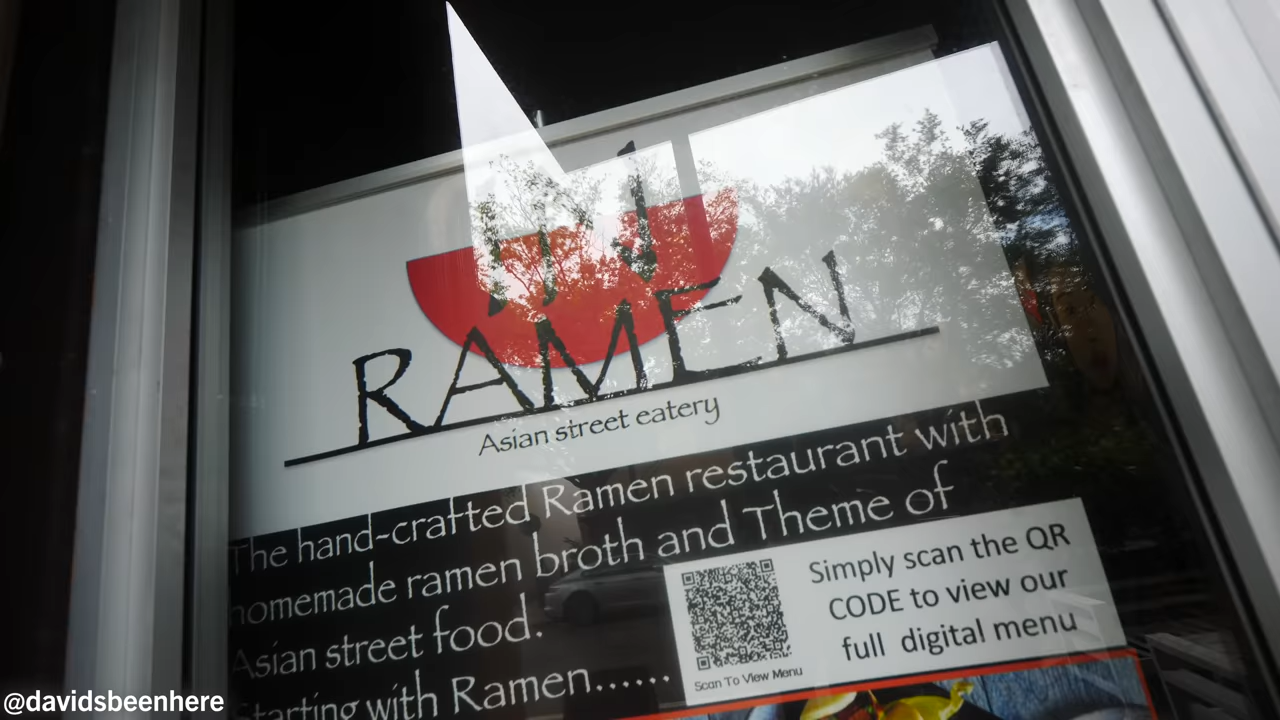 RAMEN
Asian street eatery
The hand-crafted Ramen restaurant with
homemade ramen broth and Theme of
Asian street food.
Starting with Ramen......
Simply scan the QR
CODE to view our
full digital menu
Scan To View Menu
@davidsbeenhere